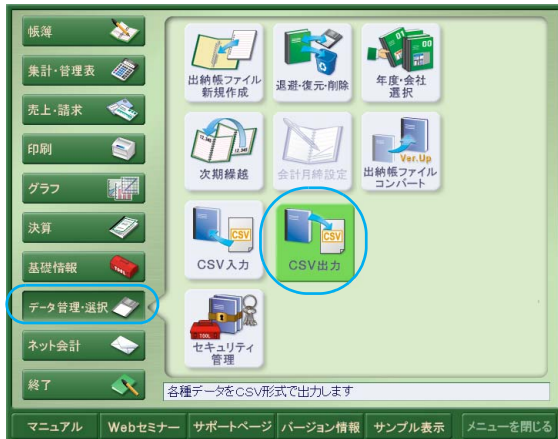 帳簿
集計・管理表
売上・請求
印刷
グラフ
決算
基礎情報
データ管理・選択
ネット会計
終了
出納帳ファイル
新規作成
退避・復元・削除
01
00
年度・会社
選択
12,345
12,345
次期繰越
会計月締設定
Ver.Up
出納帳ファイル
コンバート
CSV
CSV入力
CSV
CSV出力
TOOL
セキュリティ
管理
TOOL
各種データをCSV形式で出力します
マニュアル
Webセミナー
サポートページ
バージョン情報
サンプル表示
メニューを閉じる